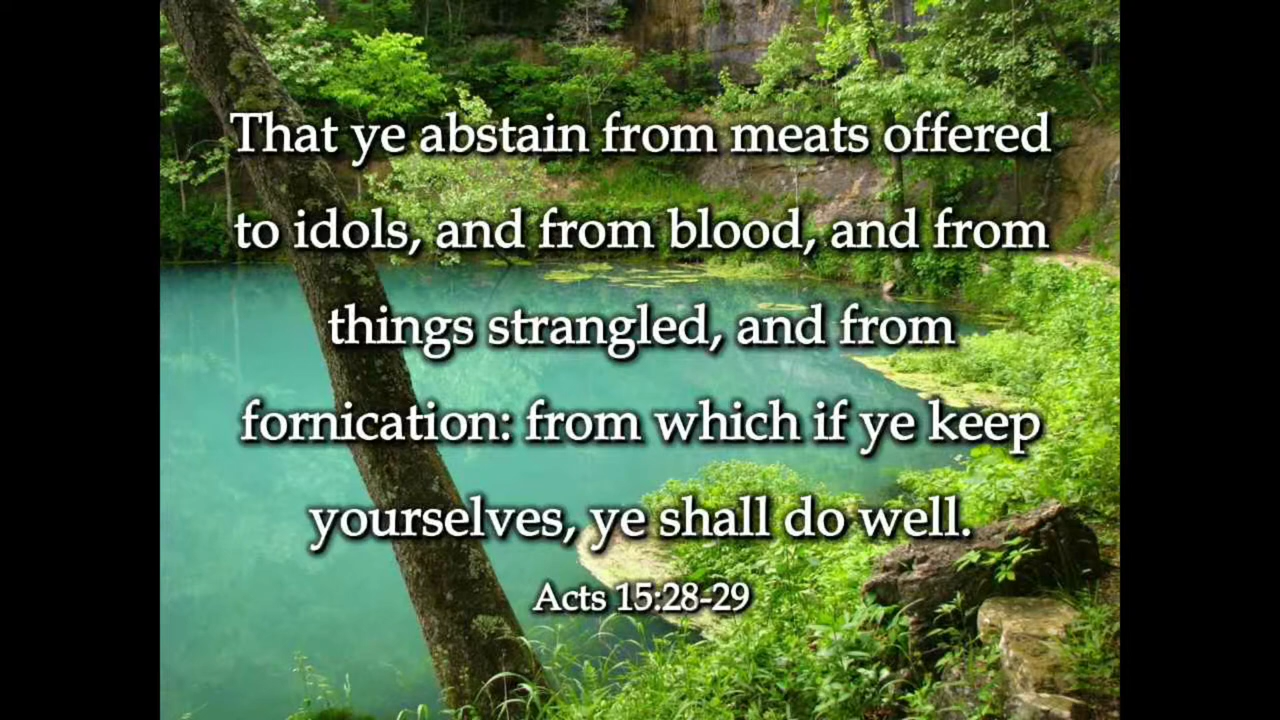 That ye abstain from meats offered
to idols, and from blood, and from
things strangled, and from
fornication: from which if ye keep
yourselves, ye shall do well.
Acts 15:28-29